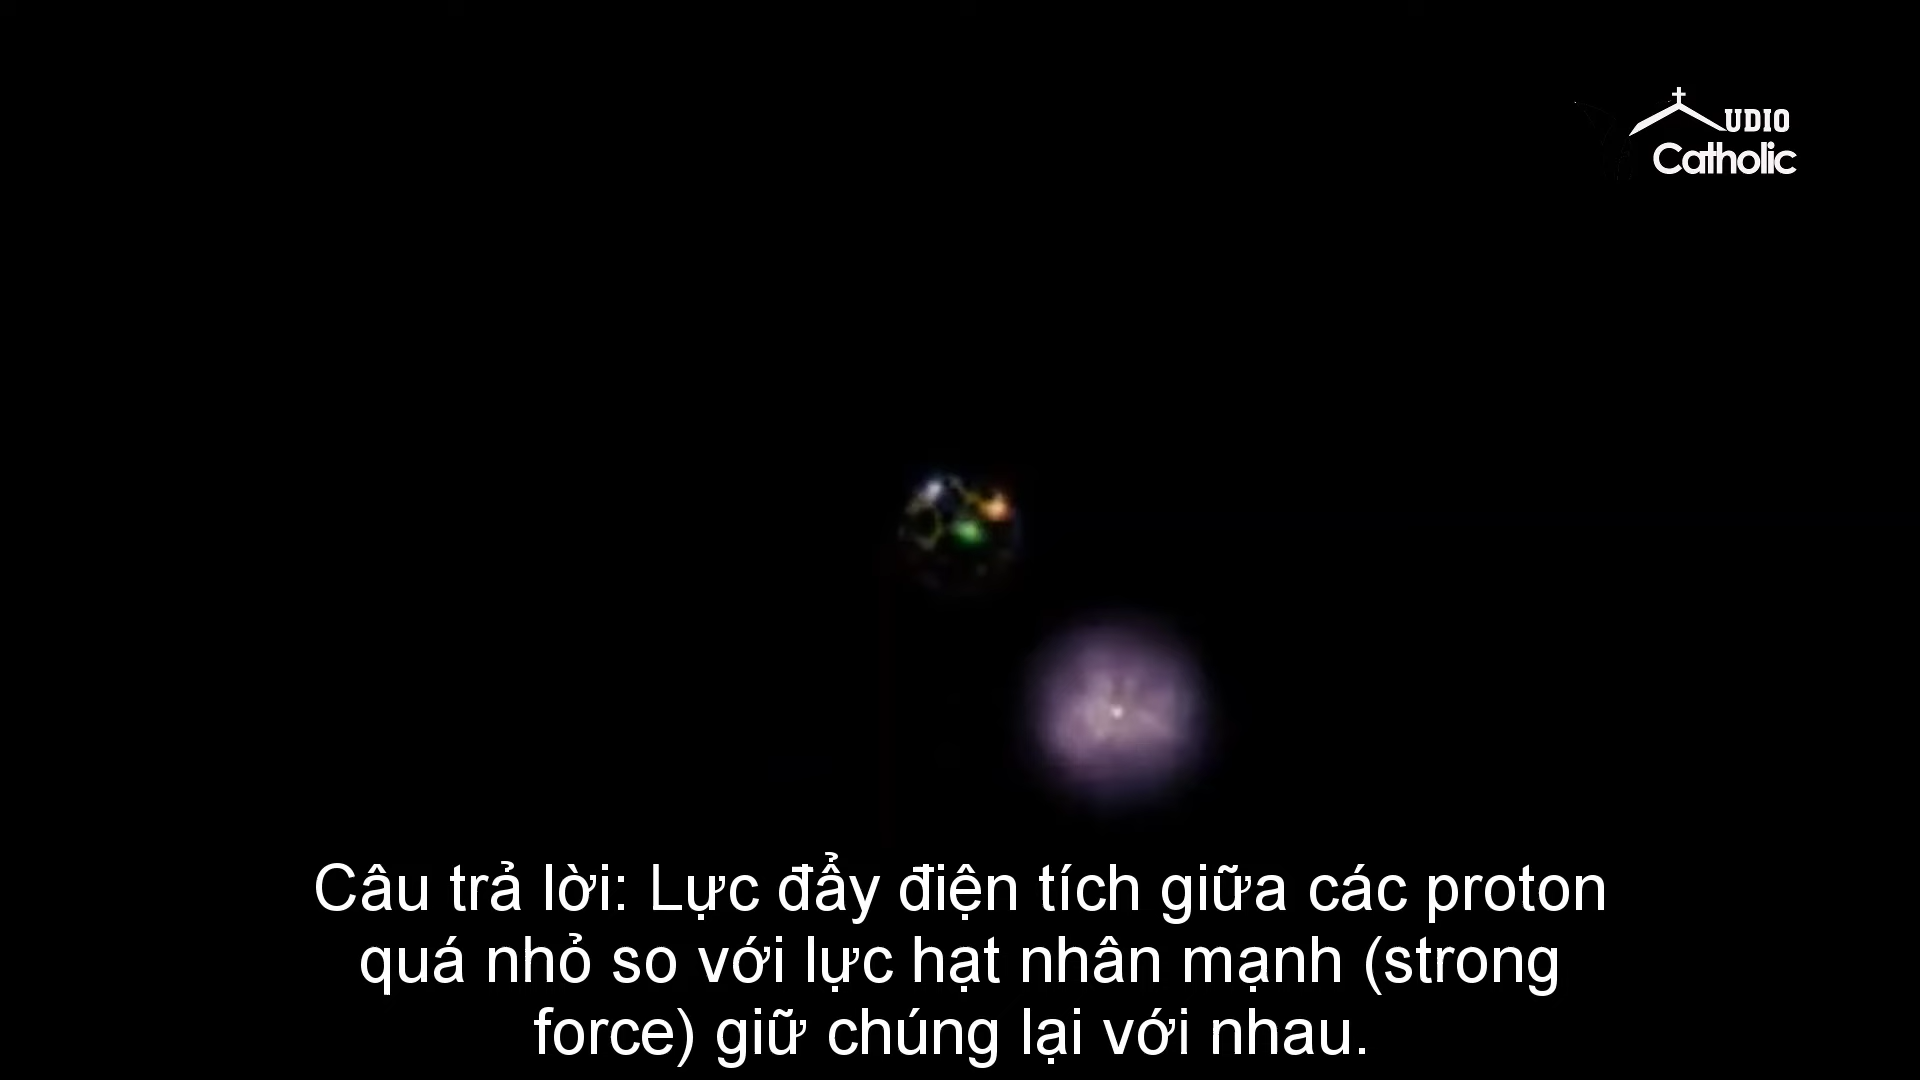 UDIO
Catholic
Câu trả lời: Lực đẩy điện tích giữa các proton
quá nhỏ so với lực hạt nhân mạnh (strong
force) giữ chúng lại với nhau.